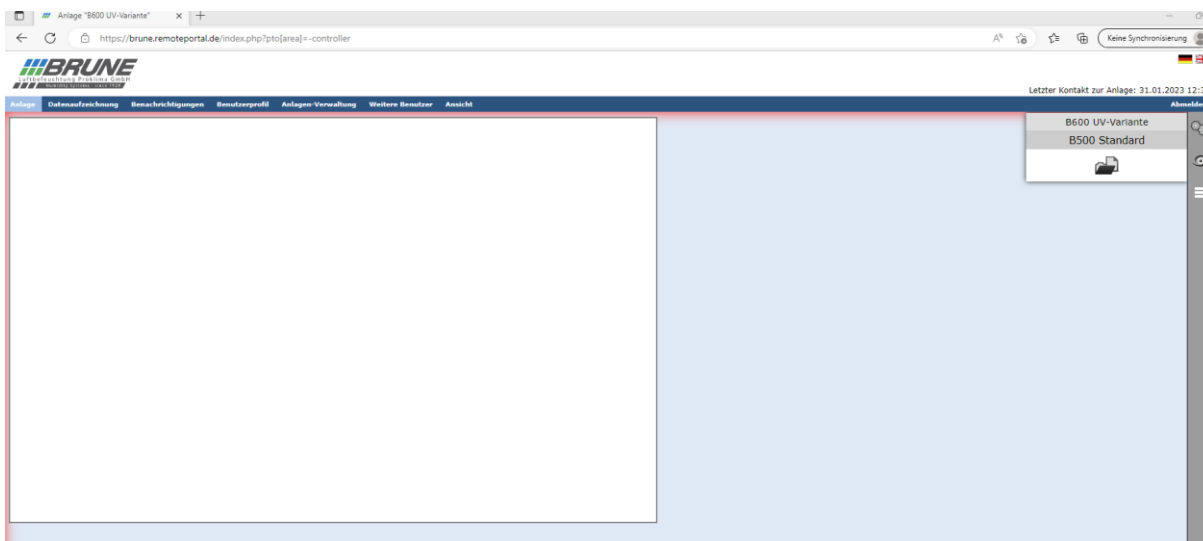 Anlage "B600 UV-Variante"
https://brune.remoteportal.de/index.php?pto[area]=-controller
Keine Synchronisierung
BRUNE
Luftbefeuchtung Proklima GmbH
Letzter Kontakt zur Anlage: 31.01.2023 12:3
Anlage Datenaufzeichnung Benachrichtigungen Benutzerprofil Anlagen-Verwaltung Weitere Benutzer Ansicht Abmelde
B600 UV-Variante
B500 Standard